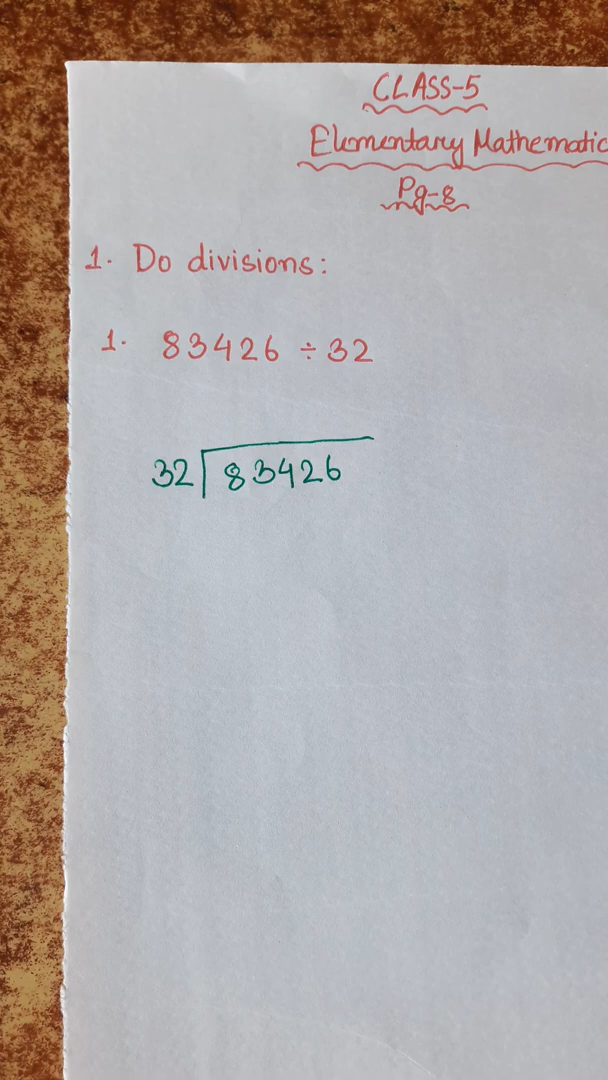 CLASS-5
Elementary Mathematic
Pg-8
1. Do divisions:
1. 83426 ÷ 32
32 83426